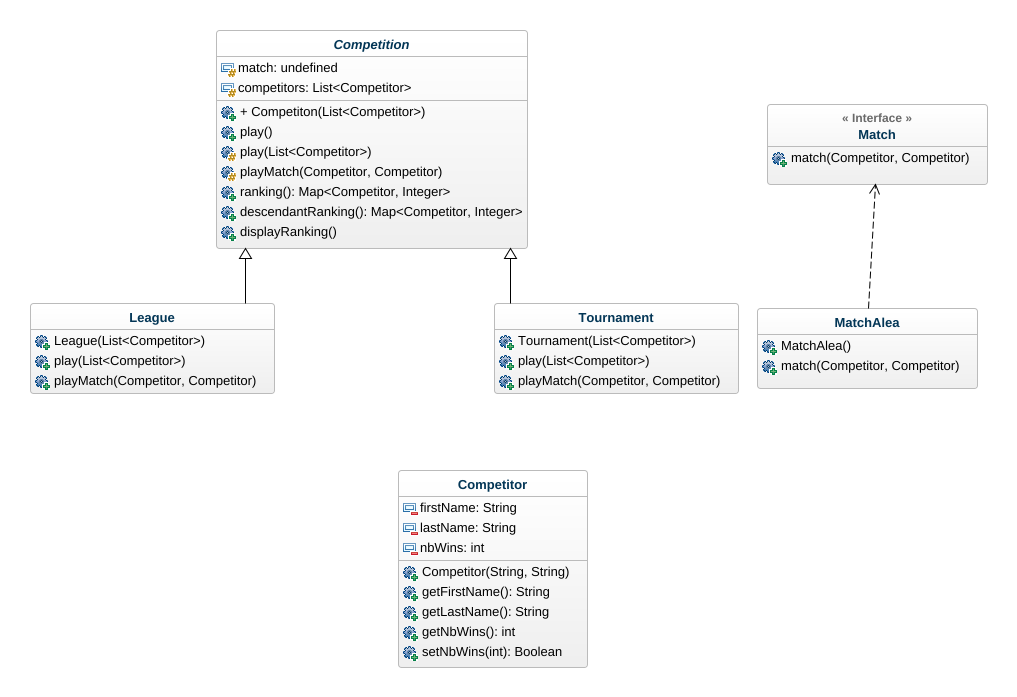 Competition
match: undefined
competitors: List<Competitor>
+ Competiton(List<Competitor>)
play()
play(List<Competitor>)
playMatch(Competitor, Competitor)
ranking(): Map<Competitor, Integer>
descendantRanking(): Map<Competitor, Integer>
displayRanking()
« Interface »
Match
match(Competitor, Competitor)
League
League(List<Competitor>)
play(List<Competitor>)
playMatch(Competitor, Competitor)
Tournament
Tournament(List<Competitor>)
play(List<Competitor>)
playMatch(Competitor, Competitor)
MatchAlea
MatchAlea()
match(Competitor, Competitor)
Competitor
firstName: String
lastName: String
nbWins: int
Competitor(String, String)
getFirstName(): String
getLastName(): String
getNbWins(): int
setNbWins(int): Boolean